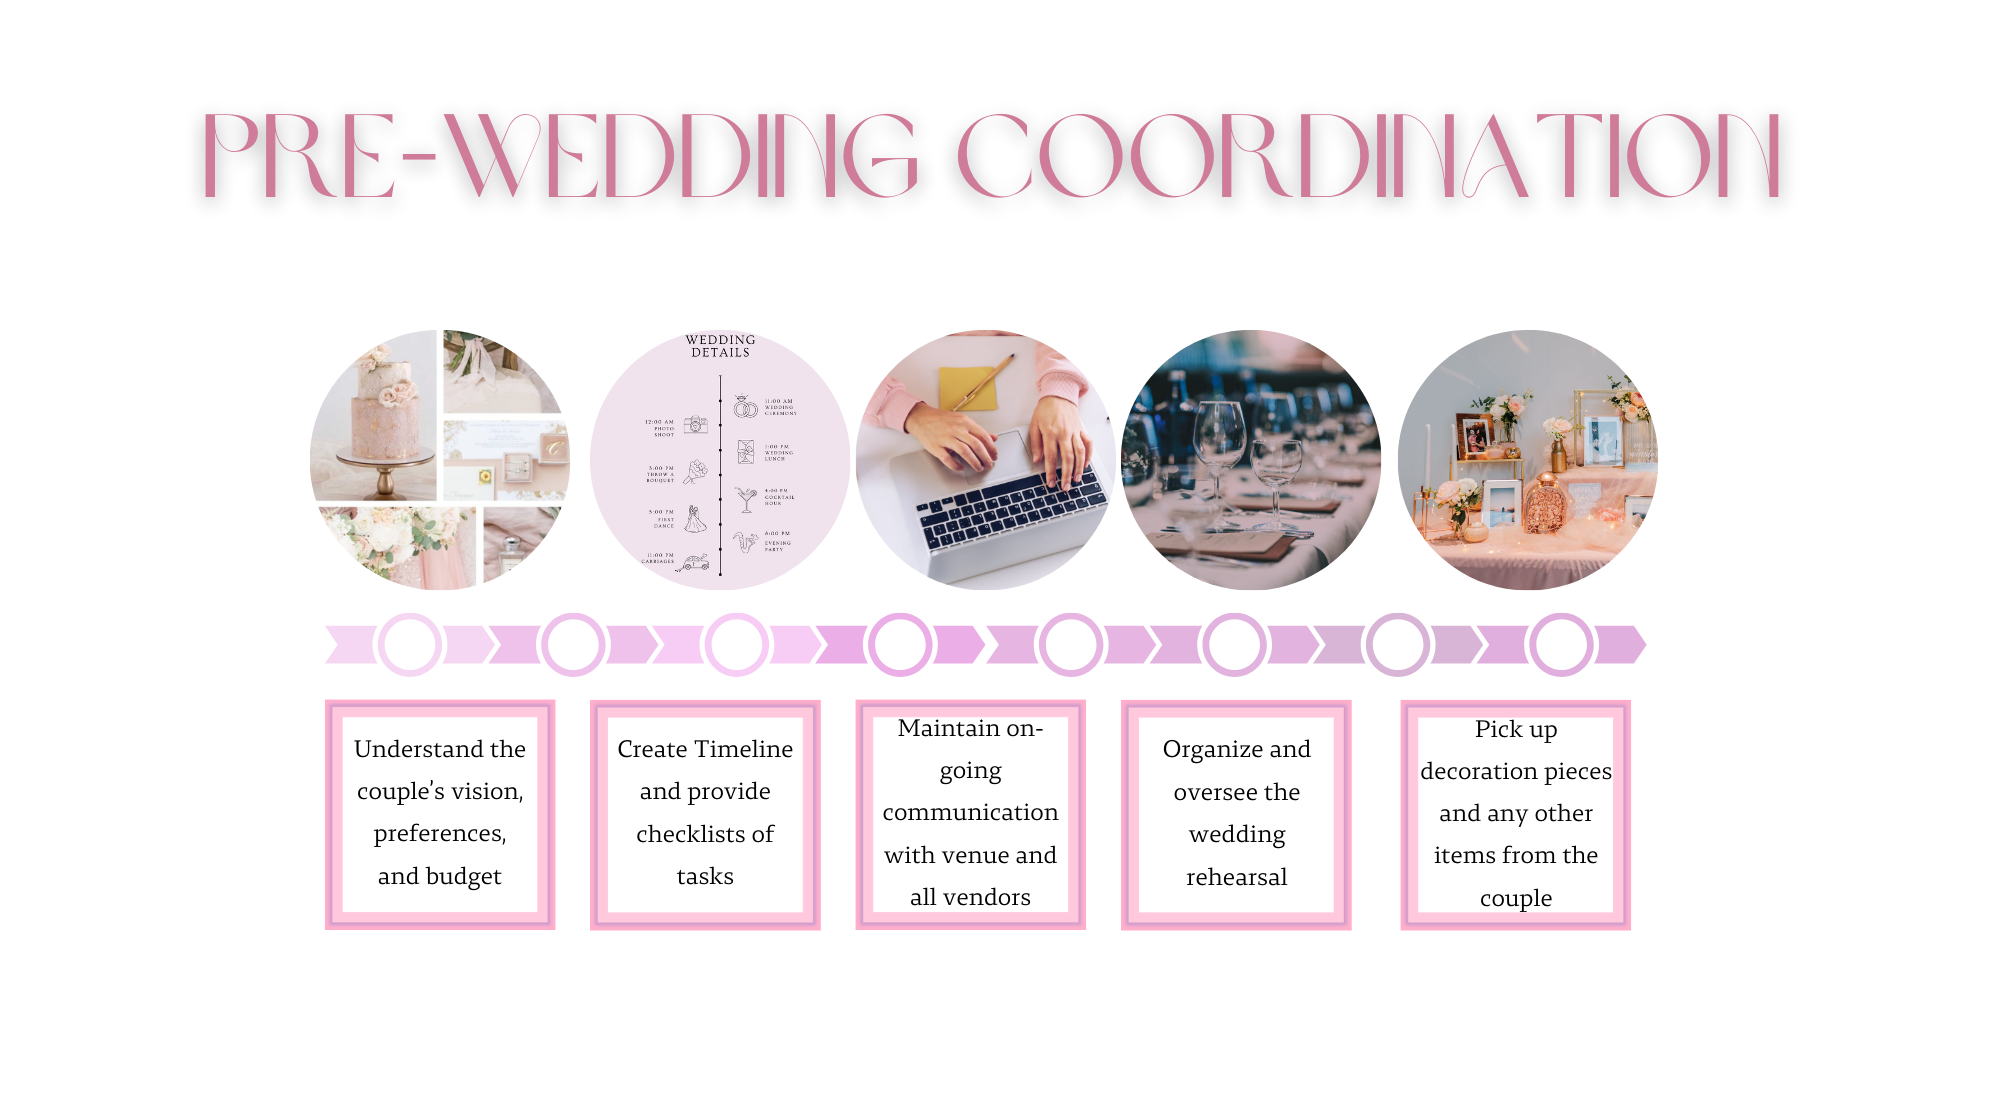 PRE-WEDDING COORDINATION
WEDDING
DETAILS
11:00 AM
WEDDING
CEREMONY
12:00 AM
PHOTO
SHOOT
1:00 PM
WEDDING
LUNCH
3:00 PM
THROW A
BOUQUET
4:00 PM
COCKTAIL
HOUR
5:00 PM
FIRST
DANCE
8:00 PM
EVENING
PARTY
11:00 PM
CARRIAGES
Understand the
couple’s vision,
preferences,
and budget
Create Timeline
and provide
checklists of
tasks
Maintain on-
going
communication
with venue and
all vendors
Organize and
oversee the
wedding
rehearsal
Pick up
decoration pieces
and any other
items from the
couple